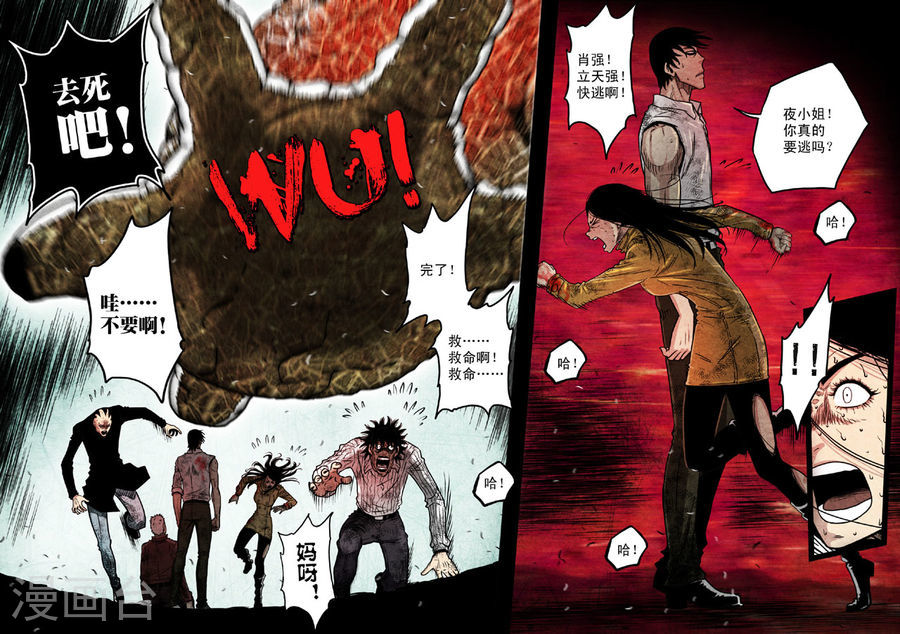 去死
吧！
WU!
完了！
哇……
不要啊！
救……
救命啊！
救命……
哈！
妈呀！
肖强！
立天强！
快逃啊！
夜小姐！
你真的
要逃吗？
哈！
！！
哈！
哈！
漫画台